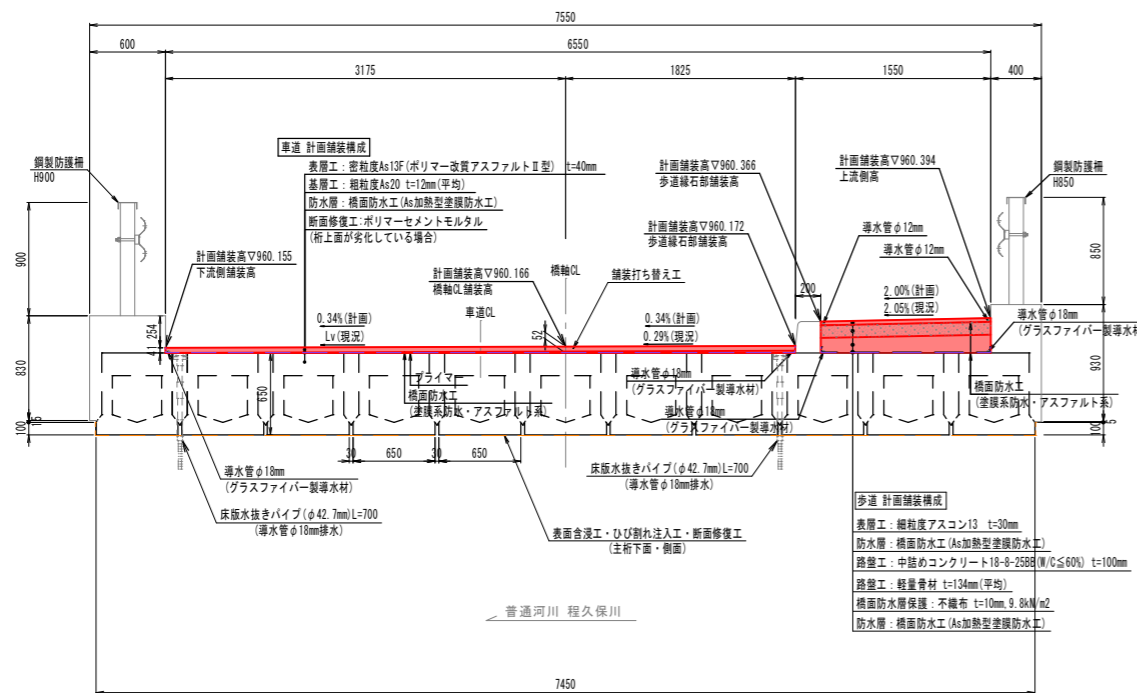 7550
600
6550
400
3175
1825
1550
鋼製防護柵
H900
車道 計画舗装構成
表層工：密粒度As13F(ポリマー改質アスファルトⅡ型) t=40mm
基層工：粗粒度As20 t=12mm(平均)
防水層：橋面防水工(As加熱型塗膜防水工)
断面修復工：ポリマーセメントモルタル
(桁上面が劣化している場合)
計画舗装高▽960.366
歩道縁石部舗装高
計画舗装高▽960.394
上流側高
鋼製防護柵
H850
計画舗装高▽960.172
歩道縁石部舗装高
導水管φ12mm
導水管φ12mm
計画舗装高▽960.155
下流側舗装高
計画舗装高▽960.166
橋軸CL舗装高
橋軸CL
舗装打ち替え工
車道CL
900
850
200
2.00%(計画)
2.05%(現況)
0.34%(計画)
Lv(現況)
52
0.34%(計画)
0.29%(現況)
導水管φ18mm
(グラスファイバー製導水材)
254
41
830
930
650
プライマー
橋面防水工
(塗膜系防水・アスファルト系)
導水管φ18mm
(グラスファイバー製導水材)
導水管φ18mm
(グラスファイバー製導水材)
橋面防水工
(塗膜系防水・アスファルト系)
15
100
5
100
30
650
30
650
導水管φ18mm
(グラスファイバー製導水材)
床版水抜きパイプ(φ42.7mm)L=700
(導水管φ18mm排水)
床版水抜きパイプ(φ42.7mm)L=700
(導水管φ18mm排水)
表面含浸工・ひび割れ注入工・断面修復工
(主桁下面・側面)
歩道 計画舗装構成
表層工：細粒度アスコン13 t=30mm
防水層：橋面防水工(As加熱型塗膜防水工)
路盤工：中詰めコンクリート18-8-25BB(W/C≦60%) t=100mm
路盤工：軽量骨材 t=134mm(平均)
橋面防水層保護：不織布 t=10mm, 9.8kN/m2
防水層：橋面防水工(As加熱型塗膜防水工)
普通河川 程久保川
7450